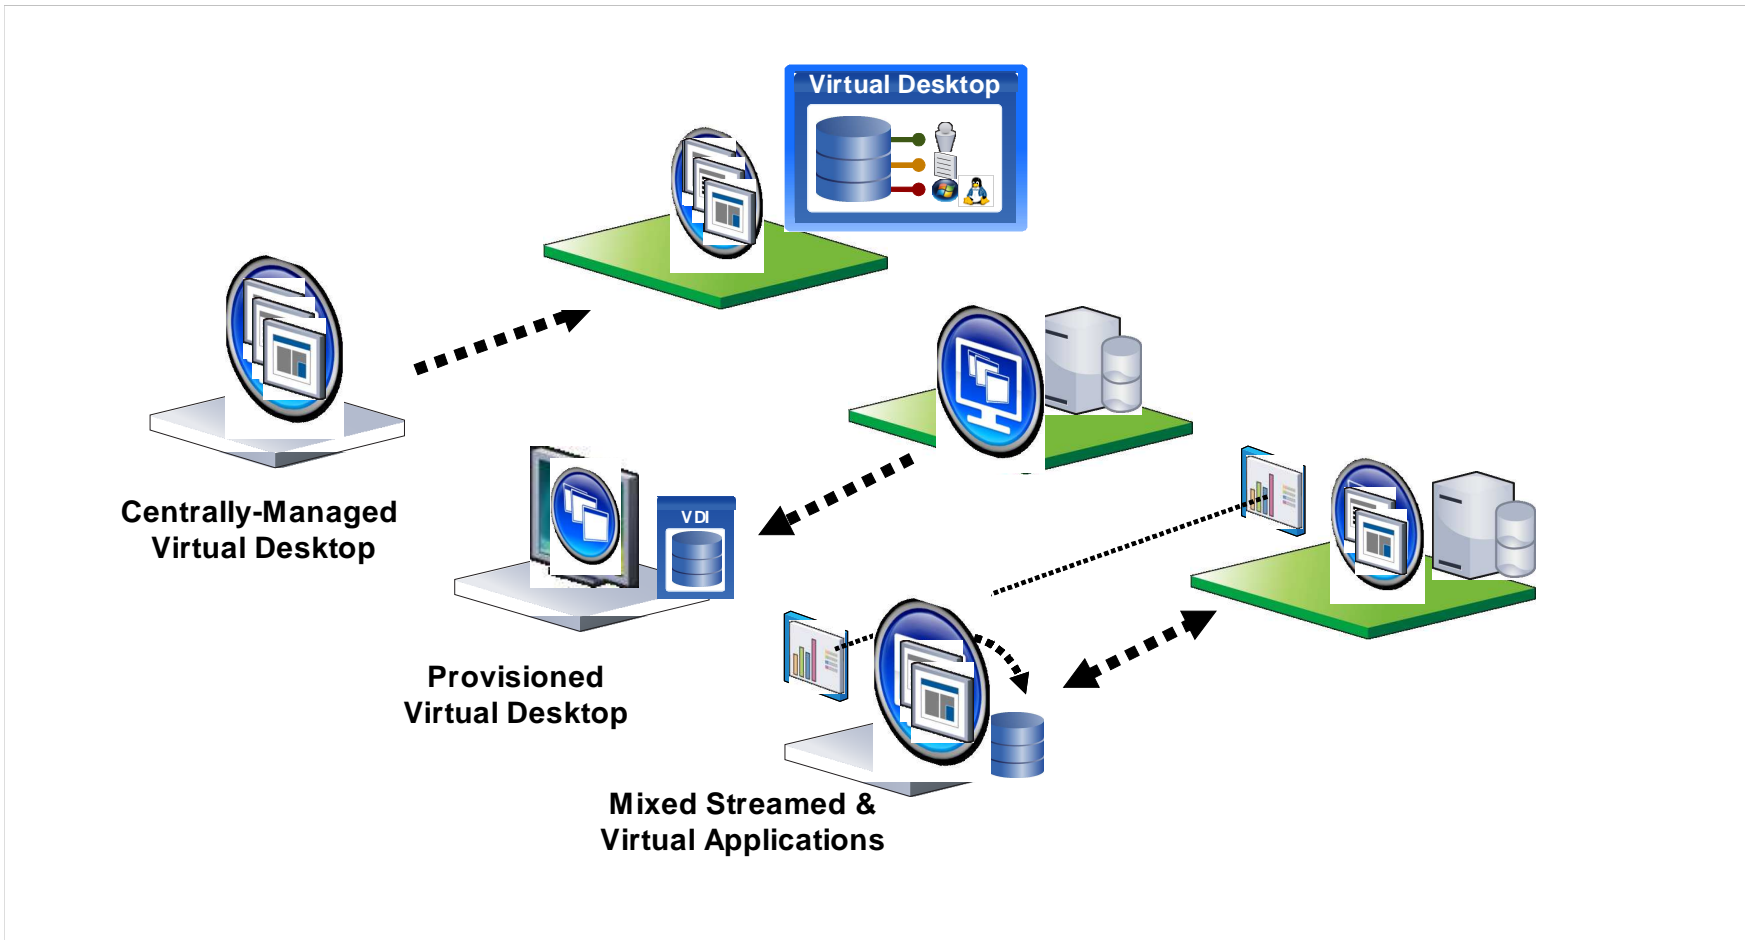 Virtual Desktop
Centrally-Managed
Virtual Desktop
VDI
Provisioned
Virtual Desktop
Mixed Streamed &
Virtual Applications